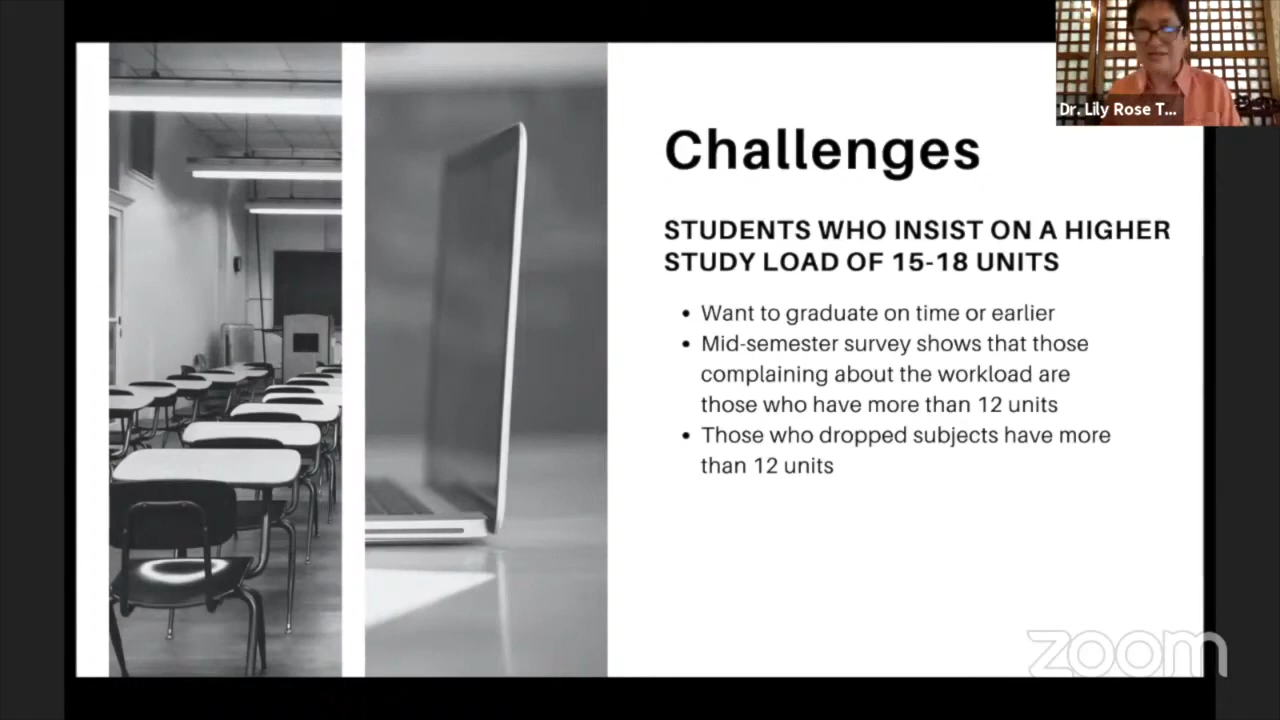 Dr. Lily Rose T...
Challenges
STUDENTS WHO INSIST ON A HIGHER
STUDY LOAD OF 15-18 UNITS
• Want to graduate on time or earlier
• Mid-semester survey shows that those
complaining about the workload are
those who have more than 12 units
• Those who dropped subjects have more
than 12 units
zoom